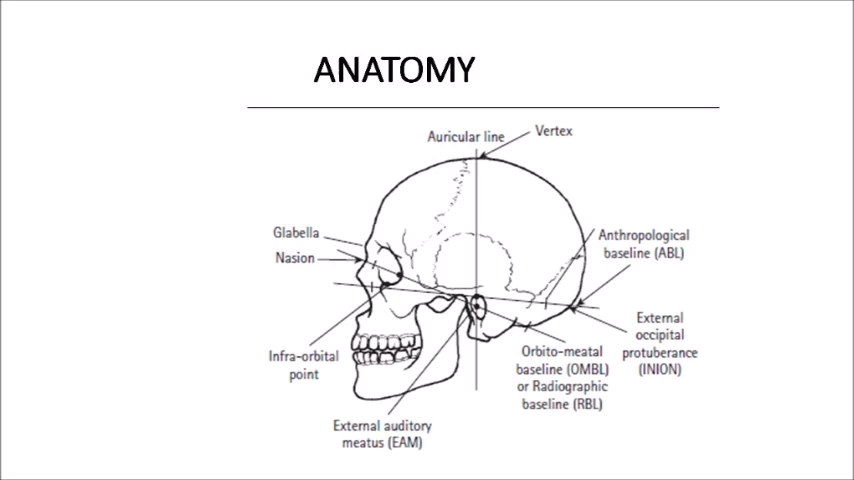 ANATOMY
Auricular line
Vertex
Glabella
Nasion
Anthropological
baseline (ABL)
External
occipital
protuberance
(INION)
Infra-orbital
point
Orbito-meatal
baseline (OMBL)
or Radiographic
baseline (RBL)
External auditory
meatus (EAM)